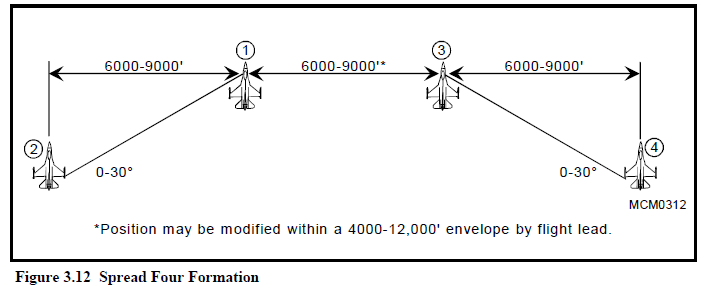 1 3
6000-9000' 6000-9000'* 6000-9000'
2 4
0-30° 0-30°
MCM0312
*Position may be modified within a 4000-12,000' envelope by flight lead.
Figure 3.12 Spread Four Formation